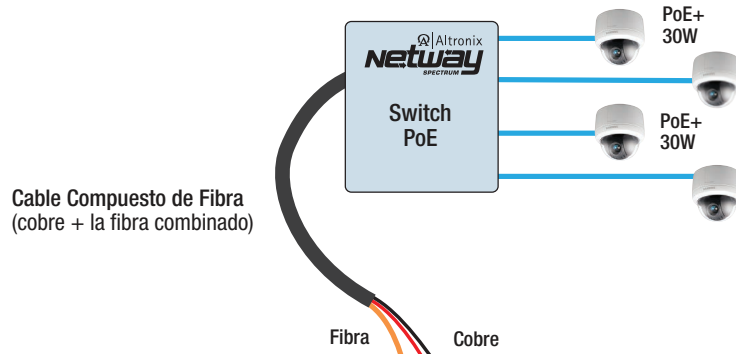 Altronix
Netway
SPECTRUM
Switch
PoE
PoE+
30W
PoE+
30W
Cable Compuesto de Fibra
(cobre + la fibra combinado)
Fibra
Cobre